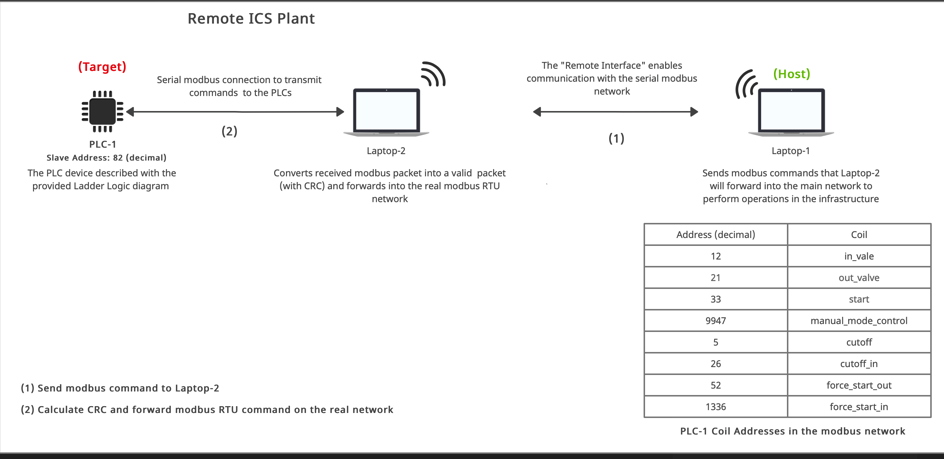 Remote ICS Plant
(Target)
Serial modbus connection to transmit
commands to the PLCs
(2)
PLC-1
Slave Address: 82 (decimal)
The PLC device described with the
provided Ladder Logic diagram
Laptop-2
Converts received modbus packet into a valid packet
(with CRC) and forwards into the real modbus RTU
network
The "Remote Interface" enables
communication with the serial modbus
network
(1)
(Host)
Laptop-1
Sends modbus commands that Laptop-2
will forward into the main network to
perform operations in the infrastructure
Address (decimal) Coil
12 in_vale
21 out_valve
33 start
9947 manual_mode_control
5 cutoff
26 cutoff_in
52 force_start_out
1336 force_start_in
PLC-1 Coil Addresses in the modbus network
(1) Send modbus command to Laptop-2
(2) Calculate CRC and forward modbus RTU command on the real network